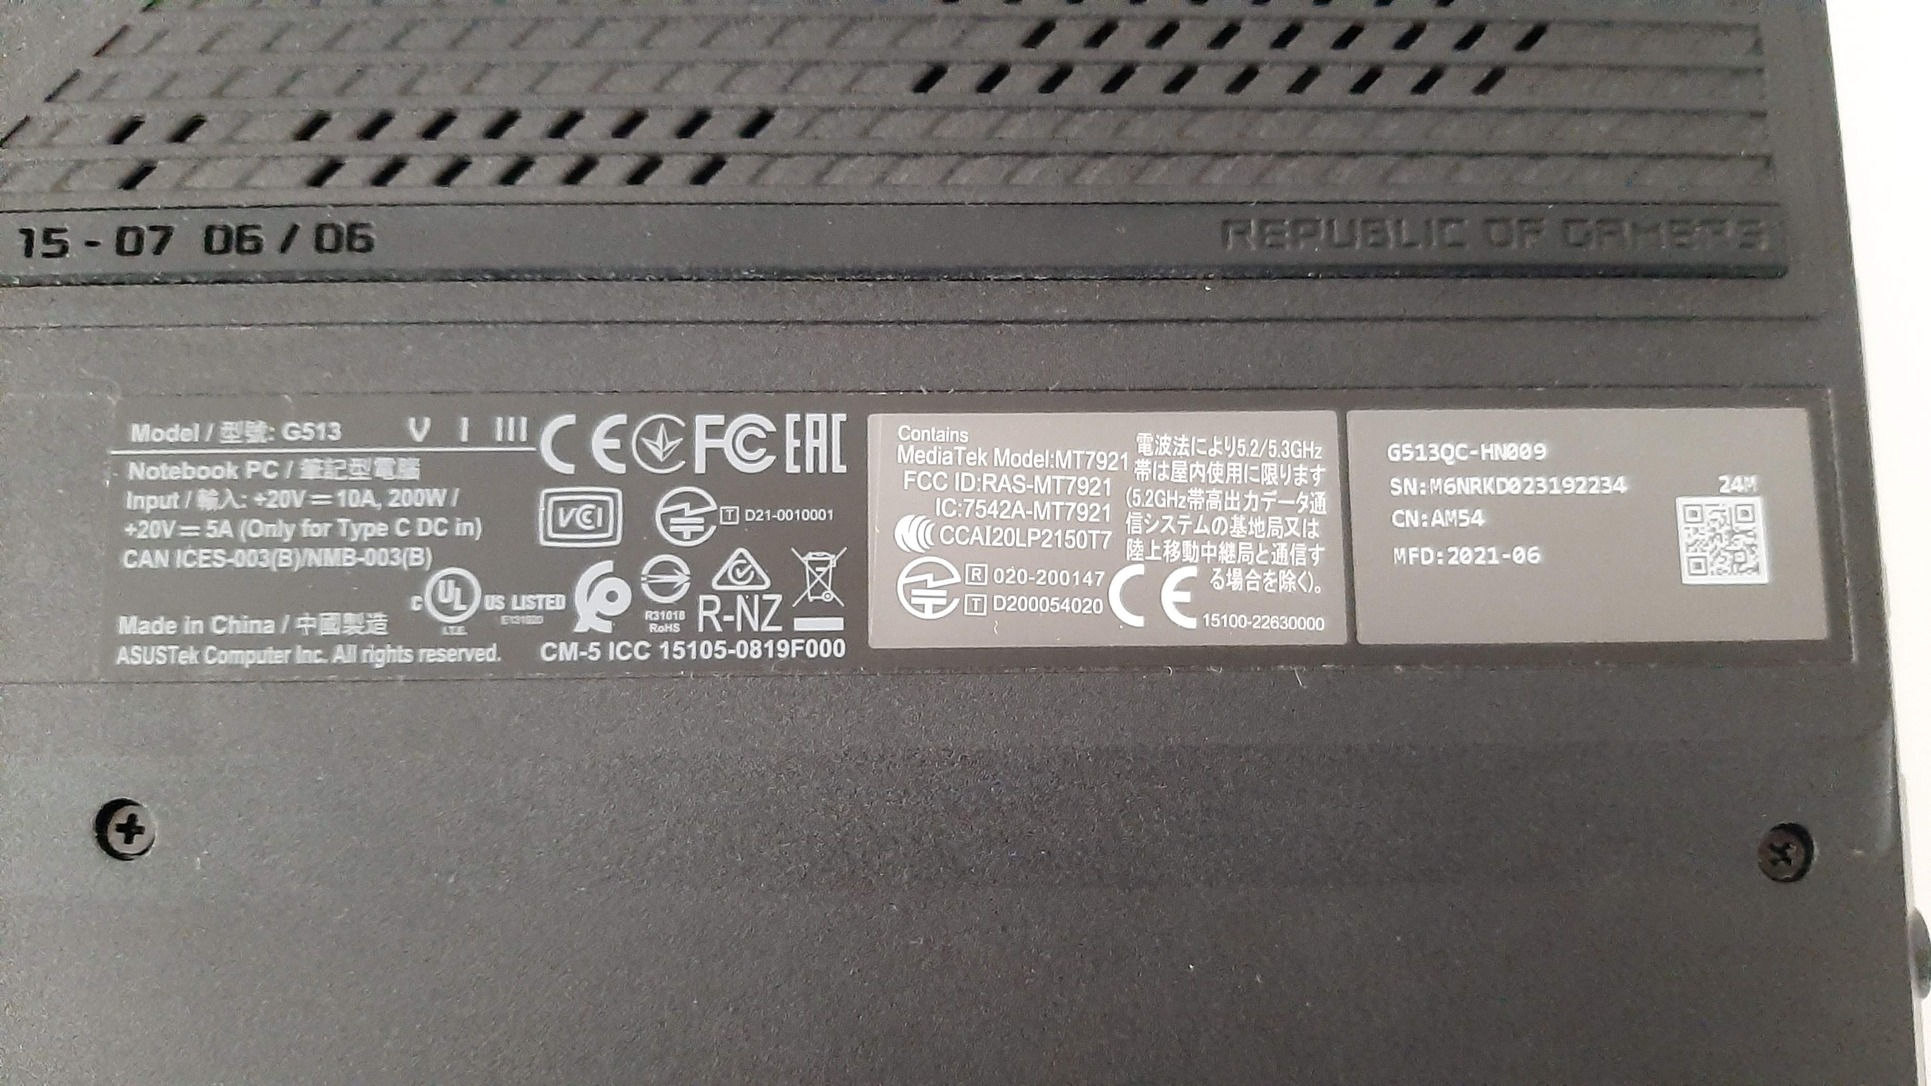 15-07 06/06
REPUBLIC OF GAMERS
Model / 型號: G513 V I III
Notebook PC / 筆記型電腦
Input / 輸入: +20V⎓10A, 200W /
+20V⎓5A (Only for Type C DC in)
CAN ICES-003(B)/NMB-003(B)
CE FC EAC
VCCI
T D21-0010001
C UL US LISTED
I.T.E.
R31018
RoHS
R-NZ
Made in China / 中國製造
ASUSTek Computer Inc. All rights reserved.
CM-5 ICC 15105-0819F000
Contains
MediaTek Model:MT7921
FCC ID:RAS-MT7921
IC:7542A-MT7921
CCAI20LP2150T7
R 020-200147
T D200054020
CE
電波法により5.2/5.3GHz
帯は屋内使用に限ります
(5.2GHz帯高出力データ通
信システムの基地局又は
陸上移動中継局と通信す
る場合を除く)。
15100-22630000
G513QC-HN009
SN:M6NRKD023192234
24M
CN:AM54
MFD:2021-06